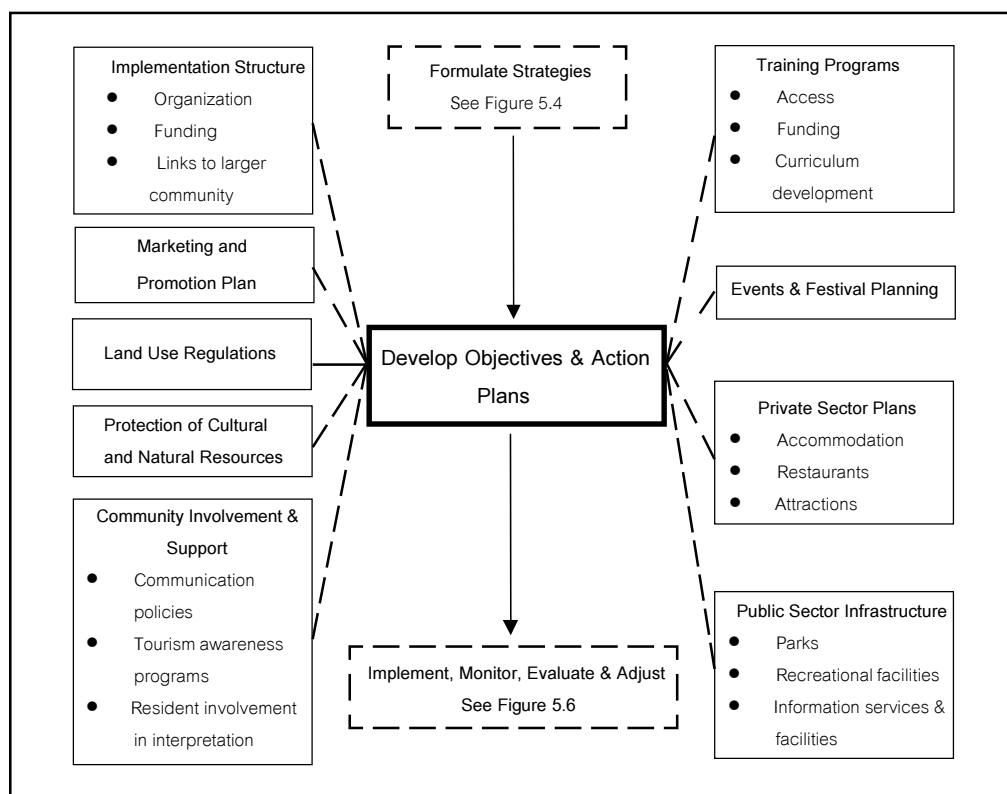 Implementation Structure
● Organization
● Funding
● Links to larger
community
Marketing and
Promotion Plan
Land Use Regulations
Protection of Cultural
and Natural Resources
Community Involvement &
Support
● Communication
policies
● Tourism awareness
programs
● Resident involvement
in interpretation
Formulate Strategies
See Figure 5.4
Develop Objectives & Action
Plans
Implement, Monitor, Evaluate & Adjust
See Figure 5.6
Training Programs
● Access
● Funding
● Curriculum
development
Events & Festival Planning
Private Sector Plans
● Accommodation
● Restaurants
● Attractions
Public Sector Infrastructure
● Parks
● Recreational facilities
● Information services &
facilities